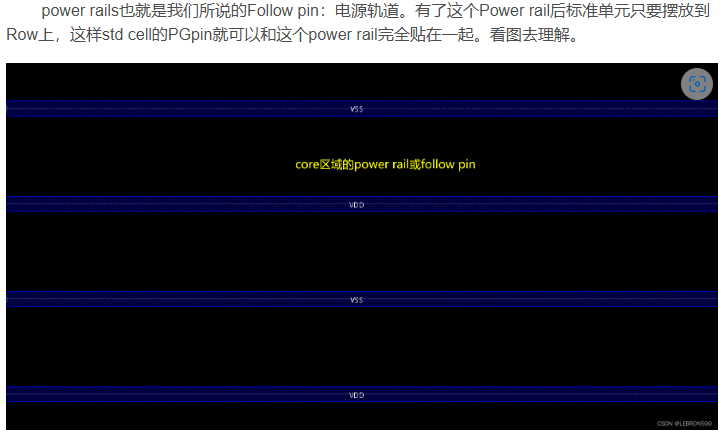 power rails也就是我们所说的Follow pin：电源轨道。有了这个Power rail后标准单元只要摆放到
Row上，这样std cell的PGpin就可以和这个power rail完全贴在一起。看图去理解。
VSS
core区域的power rail或follow pin
VDD
VSS
VDD
CSDN @LEBRON699